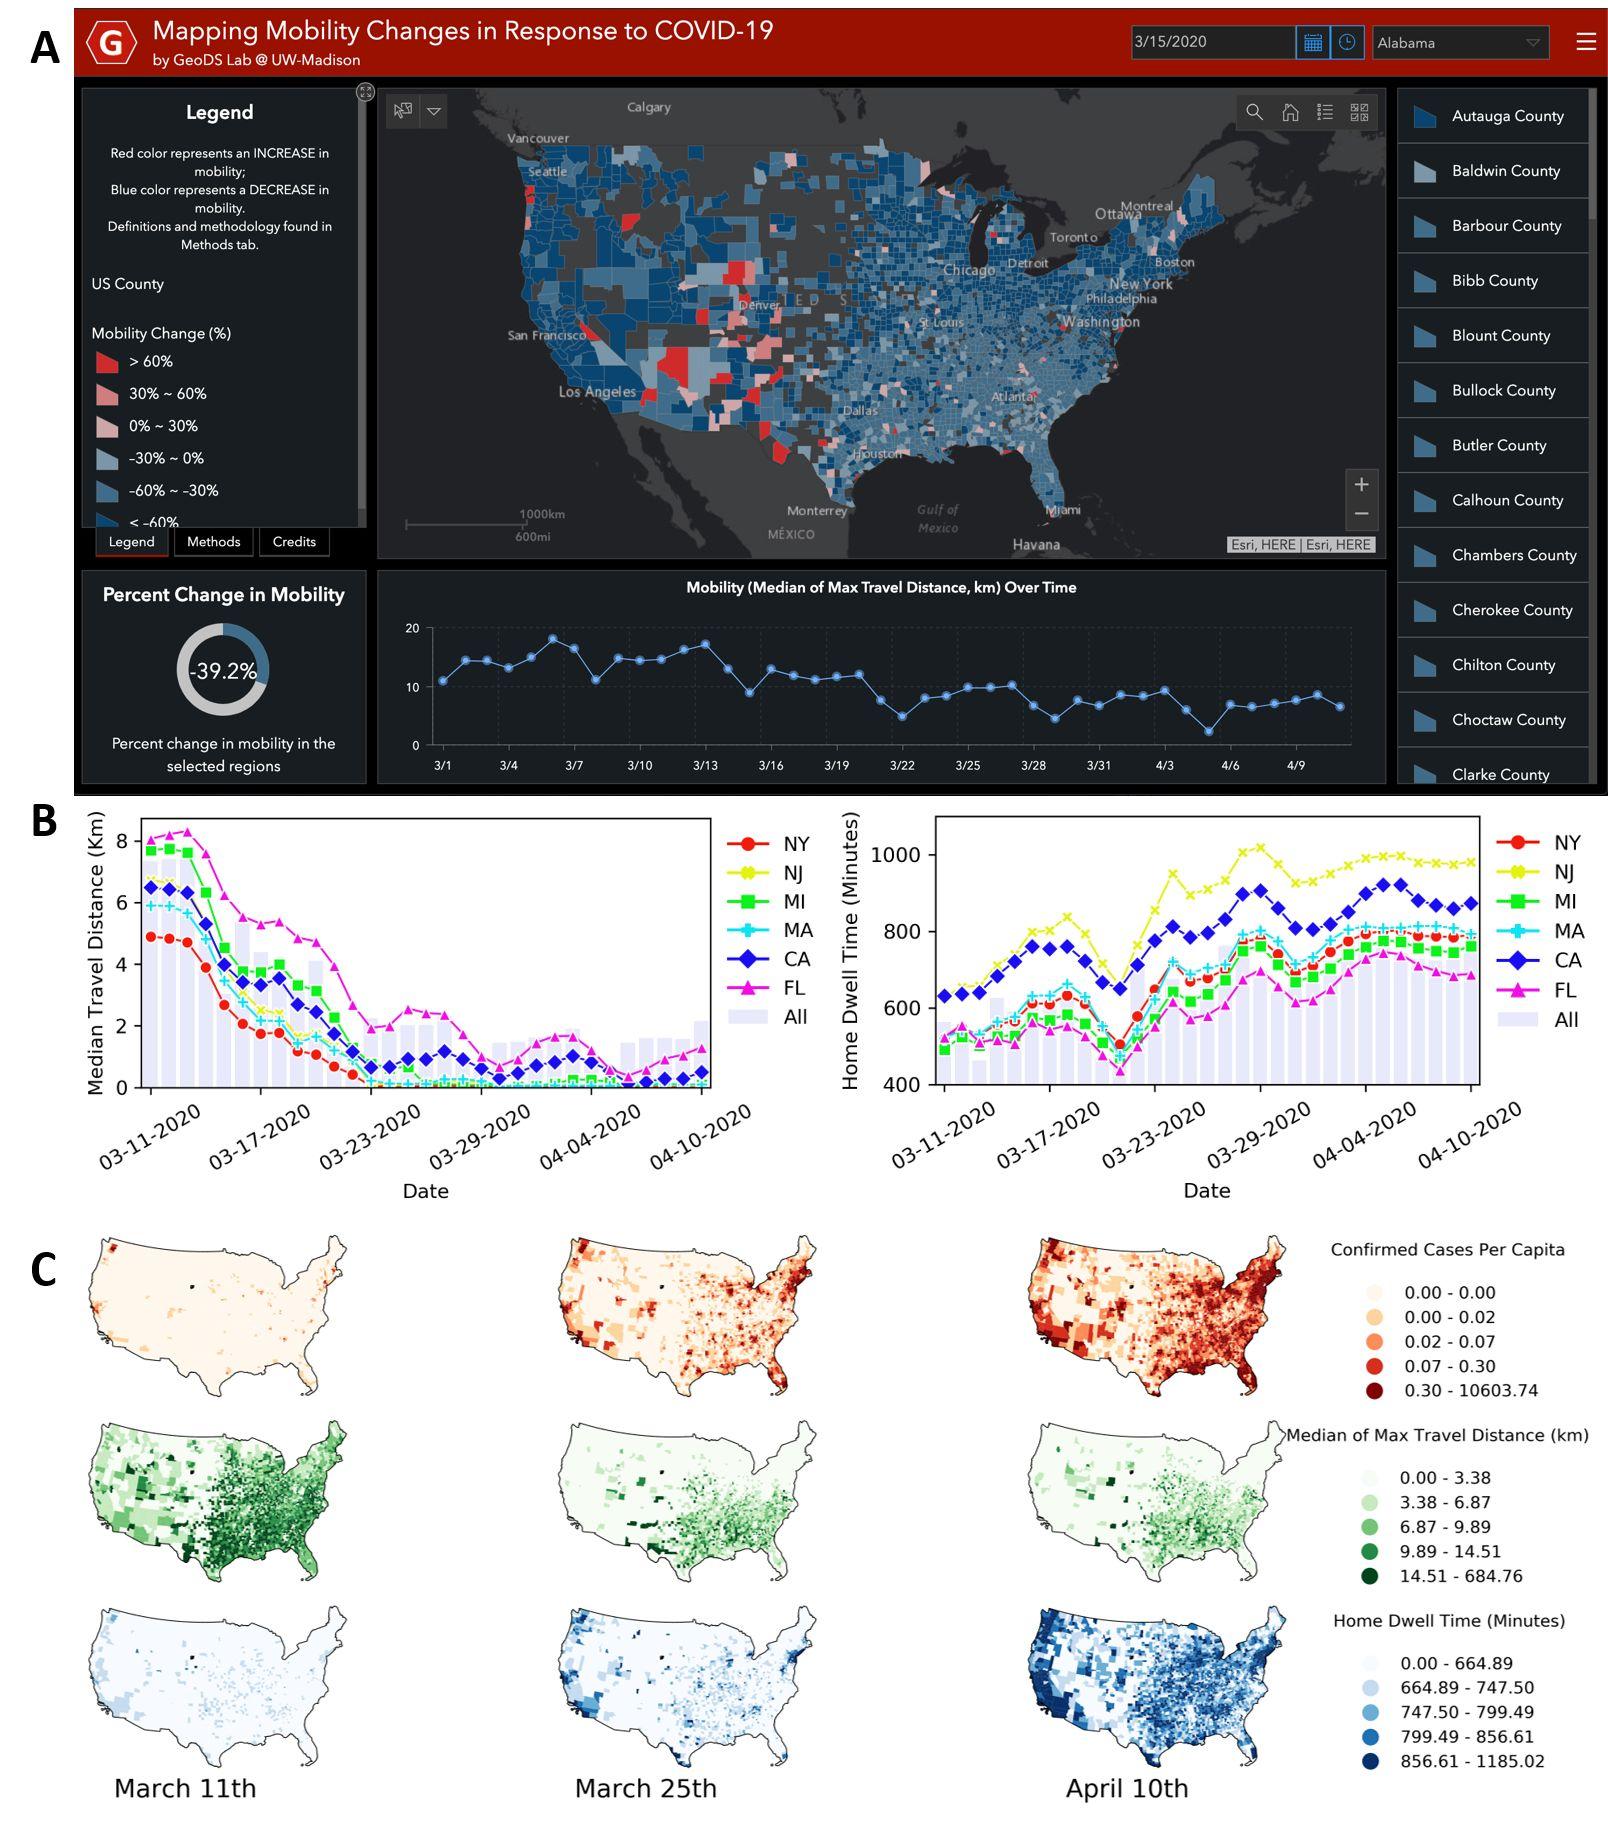 A
G
Mapping Mobility Changes in Response to COVID-19
by GeoDS Lab @ UW-Madison
3/15/2020
Alabama
Legend
Red color represents an INCREASE in
mobility;
Blue color represents a DECREASE in
mobility.
Definitions and methodology found in
Methods tab.
US County
Mobility Change (%)
> 60%
30% ~ 60%
0% ~ 30%
-30% ~ 0%
-60% ~ -30%
< -60%
Legend Methods Credits
Calgary
Vancouver
Seattle
Montreal
Ottawa
Toronto
Boston
Chicago
Detroit
New York
Denver
Philadelphia
St Louis
Washington
San Francisco
Los Angeles
Atlanta
Dallas
Houston
Monterrey
Gulf of
Mexico
Miami
MÉXICO
Havana
1000km
600mi
+
−
Esri, HERE | Esri, HERE
Autauga County
Baldwin County
Barbour County
Bibb County
Blount County
Bullock County
Butler County
Calhoun County
Chambers County
Cherokee County
Chilton County
Choctaw County
Clarke County
Percent Change in Mobility
-39.2%
Percent change in mobility in the
selected regions
Mobility (Median of Max Travel Distance, km) Over Time
20
10
0
3/1 3/4 3/7 3/10 3/13 3/16 3/19 3/22 3/25 3/28 3/31 4/3 4/6 4/9
B
Median Travel Distance (Km)
8
6
4
2
0
03-11-2020 03-17-2020 03-23-2020 03-29-2020 04-04-2020 04-10-2020
Date
NY
NJ
MI
MA
CA
FL
All
Home Dwell Time (Minutes)
1000
800
600
400
03-11-2020 03-17-2020 03-23-2020 03-29-2020 04-04-2020 04-10-2020
Date
NY
NJ
MI
MA
CA
FL
All
C
Confirmed Cases Per Capita
0.00 - 0.00
0.00 - 0.02
0.02 - 0.07
0.07 - 0.30
0.30 - 10603.74
Median of Max Travel Distance (km)
0.00 - 3.38
3.38 - 6.87
6.87 - 9.89
9.89 - 14.51
14.51 - 684.76
Home Dwell Time (Minutes)
0.00 - 664.89
664.89 - 747.50
747.50 - 799.49
799.49 - 856.61
856.61 - 1185.02
March 11th
March 25th
April 10th